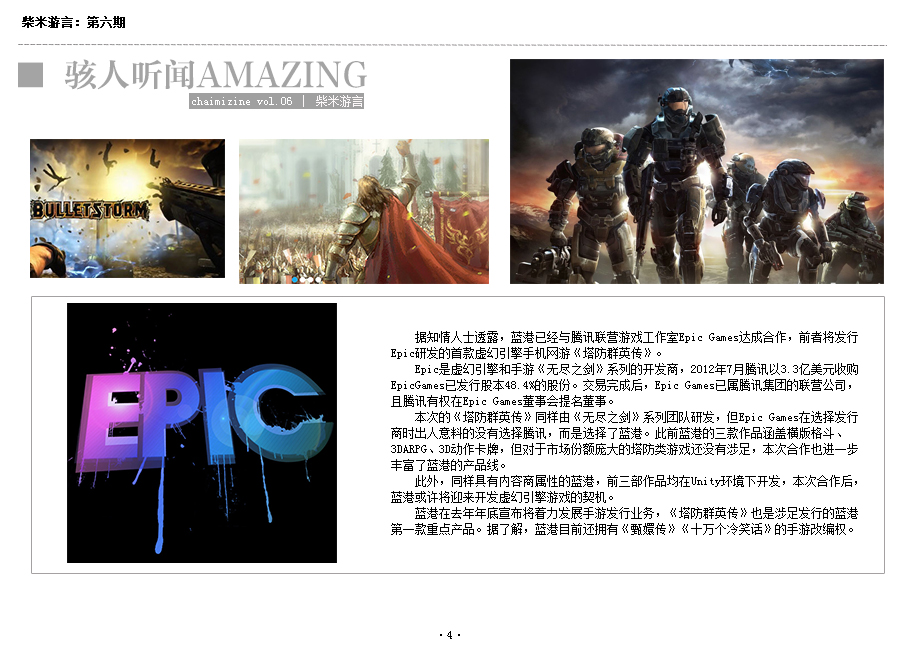 柴米游言：第六期
骇人听闻AMAZING
chaimizine vol.06 | 柴米游言
BULLETSTORM
EPIC
据知情人士透露，蓝港已经与腾讯联营游戏工作室Epic Games达成合作，前者将发行
Epic研发的首款虚幻引擎手机网游《塔防群英传》。
Epic是虚幻引擎和手游《无尽之剑》系列的开发商，2012年7月腾讯以3.3亿美元收购
EpicGames已发行股本48.4%的股份。交易完成后，Epic Games已属腾讯集团的联营公司，
且腾讯有权在Epic Games董事会提名董事。
本次的《塔防群英传》同样由《无尽之剑》系列团队研发，但Epic Games在选择发行
商时出人意料的没有选择腾讯，而是选择了蓝港。此前蓝港的三款作品涵盖横版格斗、
3DARPG、3D动作卡牌，但对于市场份额庞大的塔防类游戏还没有涉足，本次合作也进一步
丰富了蓝港的产品线。
此外，同样具有内容商属性的蓝港，前三部作品均在Unity环境下开发，本次合作后，
蓝港或许将迎来开发虚幻引擎游戏的契机。
蓝港在去年年底宣布将着力发展手游发行业务，《塔防群英传》也是涉足发行的蓝港
第一款重点产品。据了解，蓝港目前还拥有《甄嬛传》《十万个冷笑话》的手游改编权。
·4·